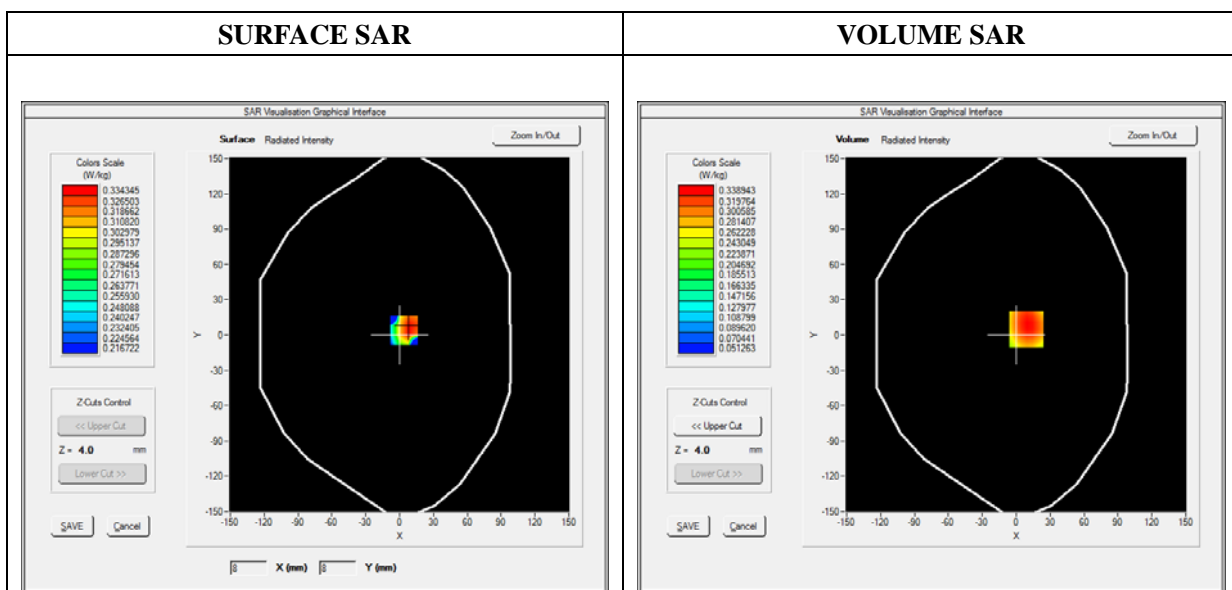 SURFACE SAR
VOLUME SAR
SAR Visualisation Graphical Interface
Surface Radiated Intensity
Zoom In/Out
Colors Scale
(W/kg)
0.334345
0.326503
0.318662
0.310820
0.302979
0.295137
0.287296
0.279454
0.271613
0.263771
0.255930
0.248088
0.240247
0.232405
0.224564
0.216722
Z-Cuts Control
<< Upper Cut
Z = 4.0 mm
Lower Cut >>
SAVE Cancel
150
120
90
60
30
0
-30
-60
-90
-120
-150
Y
-150 -120 -90 -60 -30 0 30 60 90 120 150
X
8 X (mm) 8 Y (mm)
SAR Visualisation Graphical Interface
Volume Radiated Intensity
Zoom In/Out
Colors Scale
(W/kg)
0.338943
0.319764
0.300585
0.281407
0.262228
0.243049
0.223871
0.204692
0.185513
0.166335
0.147156
0.127977
0.108799
0.089620
0.070441
0.051263
Z-Cuts Control
<< Upper Cut
Z = 4.0 mm
Lower Cut >>
SAVE Cancel
150
120
90
60
30
0
-30
-60
-90
-120
-150
Y
-150 -120 -90 -60 -30 0 30 60 90 120 150
X